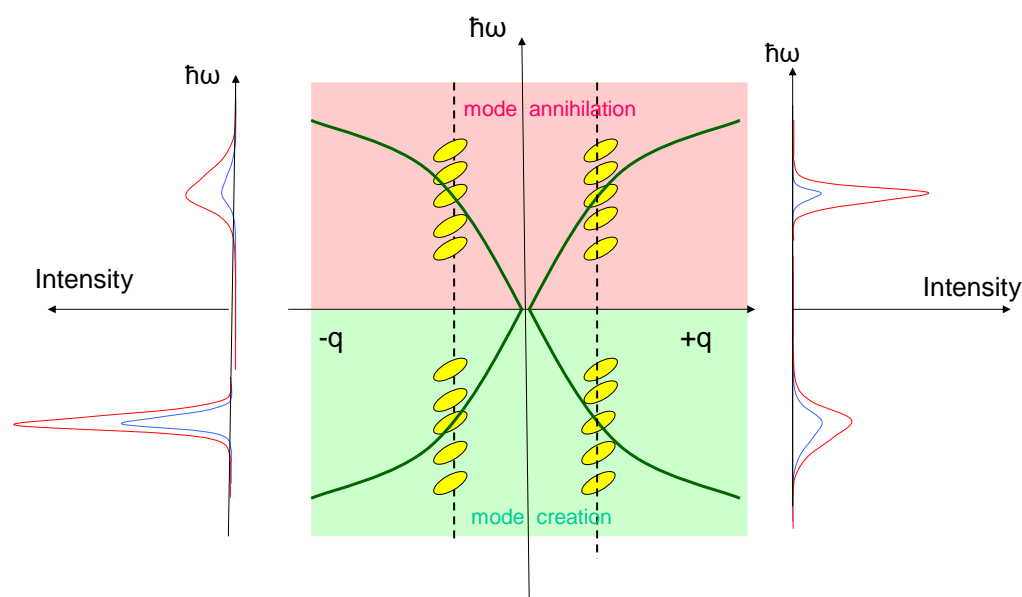 ħω
ħω
ħω
mode annihilation
Intensity
Intensity
-q
+q
mode creation